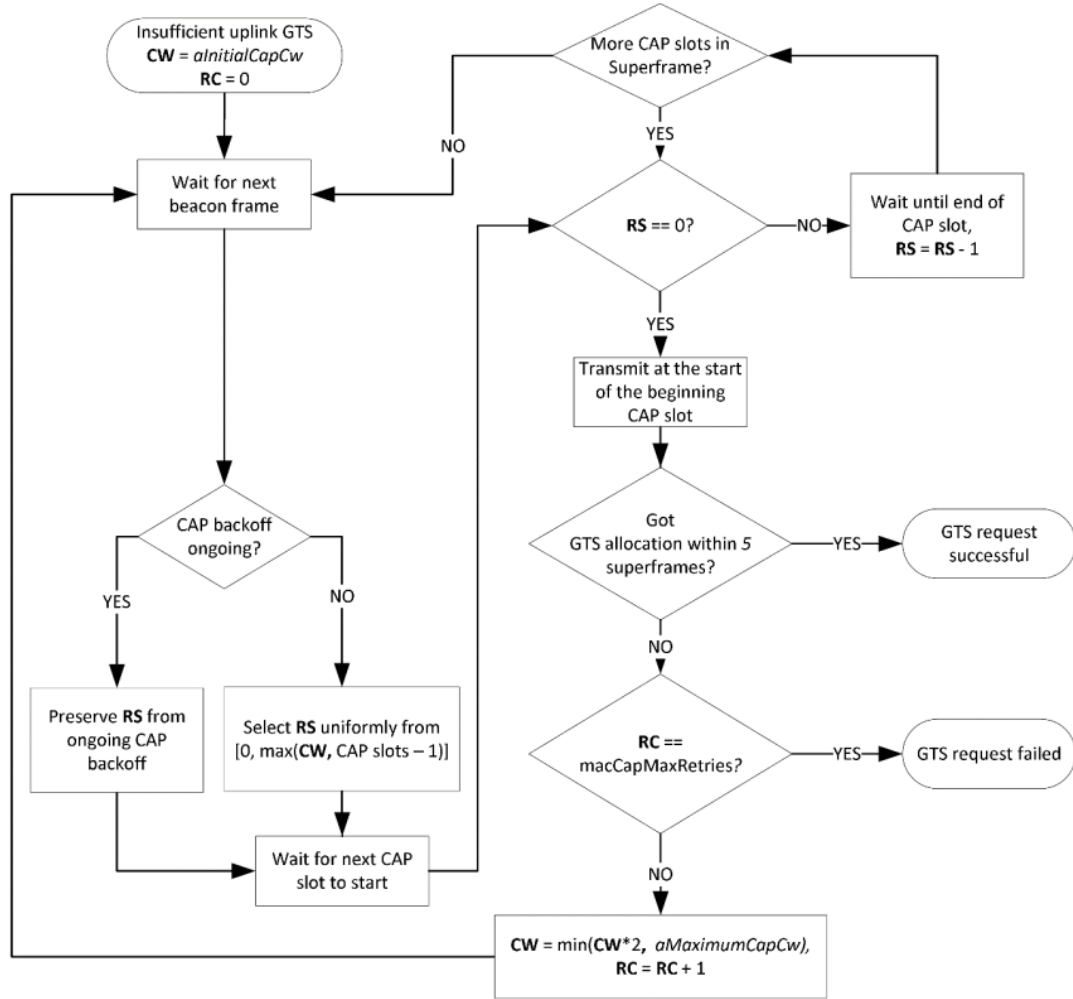 Insufficient uplink GTS
CW = aInitialCapCw
RC = 0
More CAP slots in
Superframe?
NO
YES
Wait for next
beacon frame
RS == 0?
NO
Wait until end of
CAP slot,
RS = RS - 1
YES
Transmit at the start
of the beginning
CAP slot
CAP backoff
ongoing?
Got
GTS allocation within 5
superframes?
YES
GTS request
successful
YES
NO
NO
Preserve RS from
ongoing CAP
backoff
Select RS uniformly from
[0, max(CW, CAP slots – 1)]
RC ==
macCapMaxRetries?
YES
GTS request failed
Wait for next CAP
slot to start
NO
CW = min(CW*2, aMaximumCapCw),
RC = RC + 1